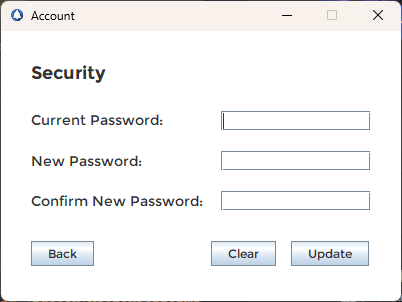 Account
Security
Current Password:
New Password:
Confirm New Password:
Back Clear Update